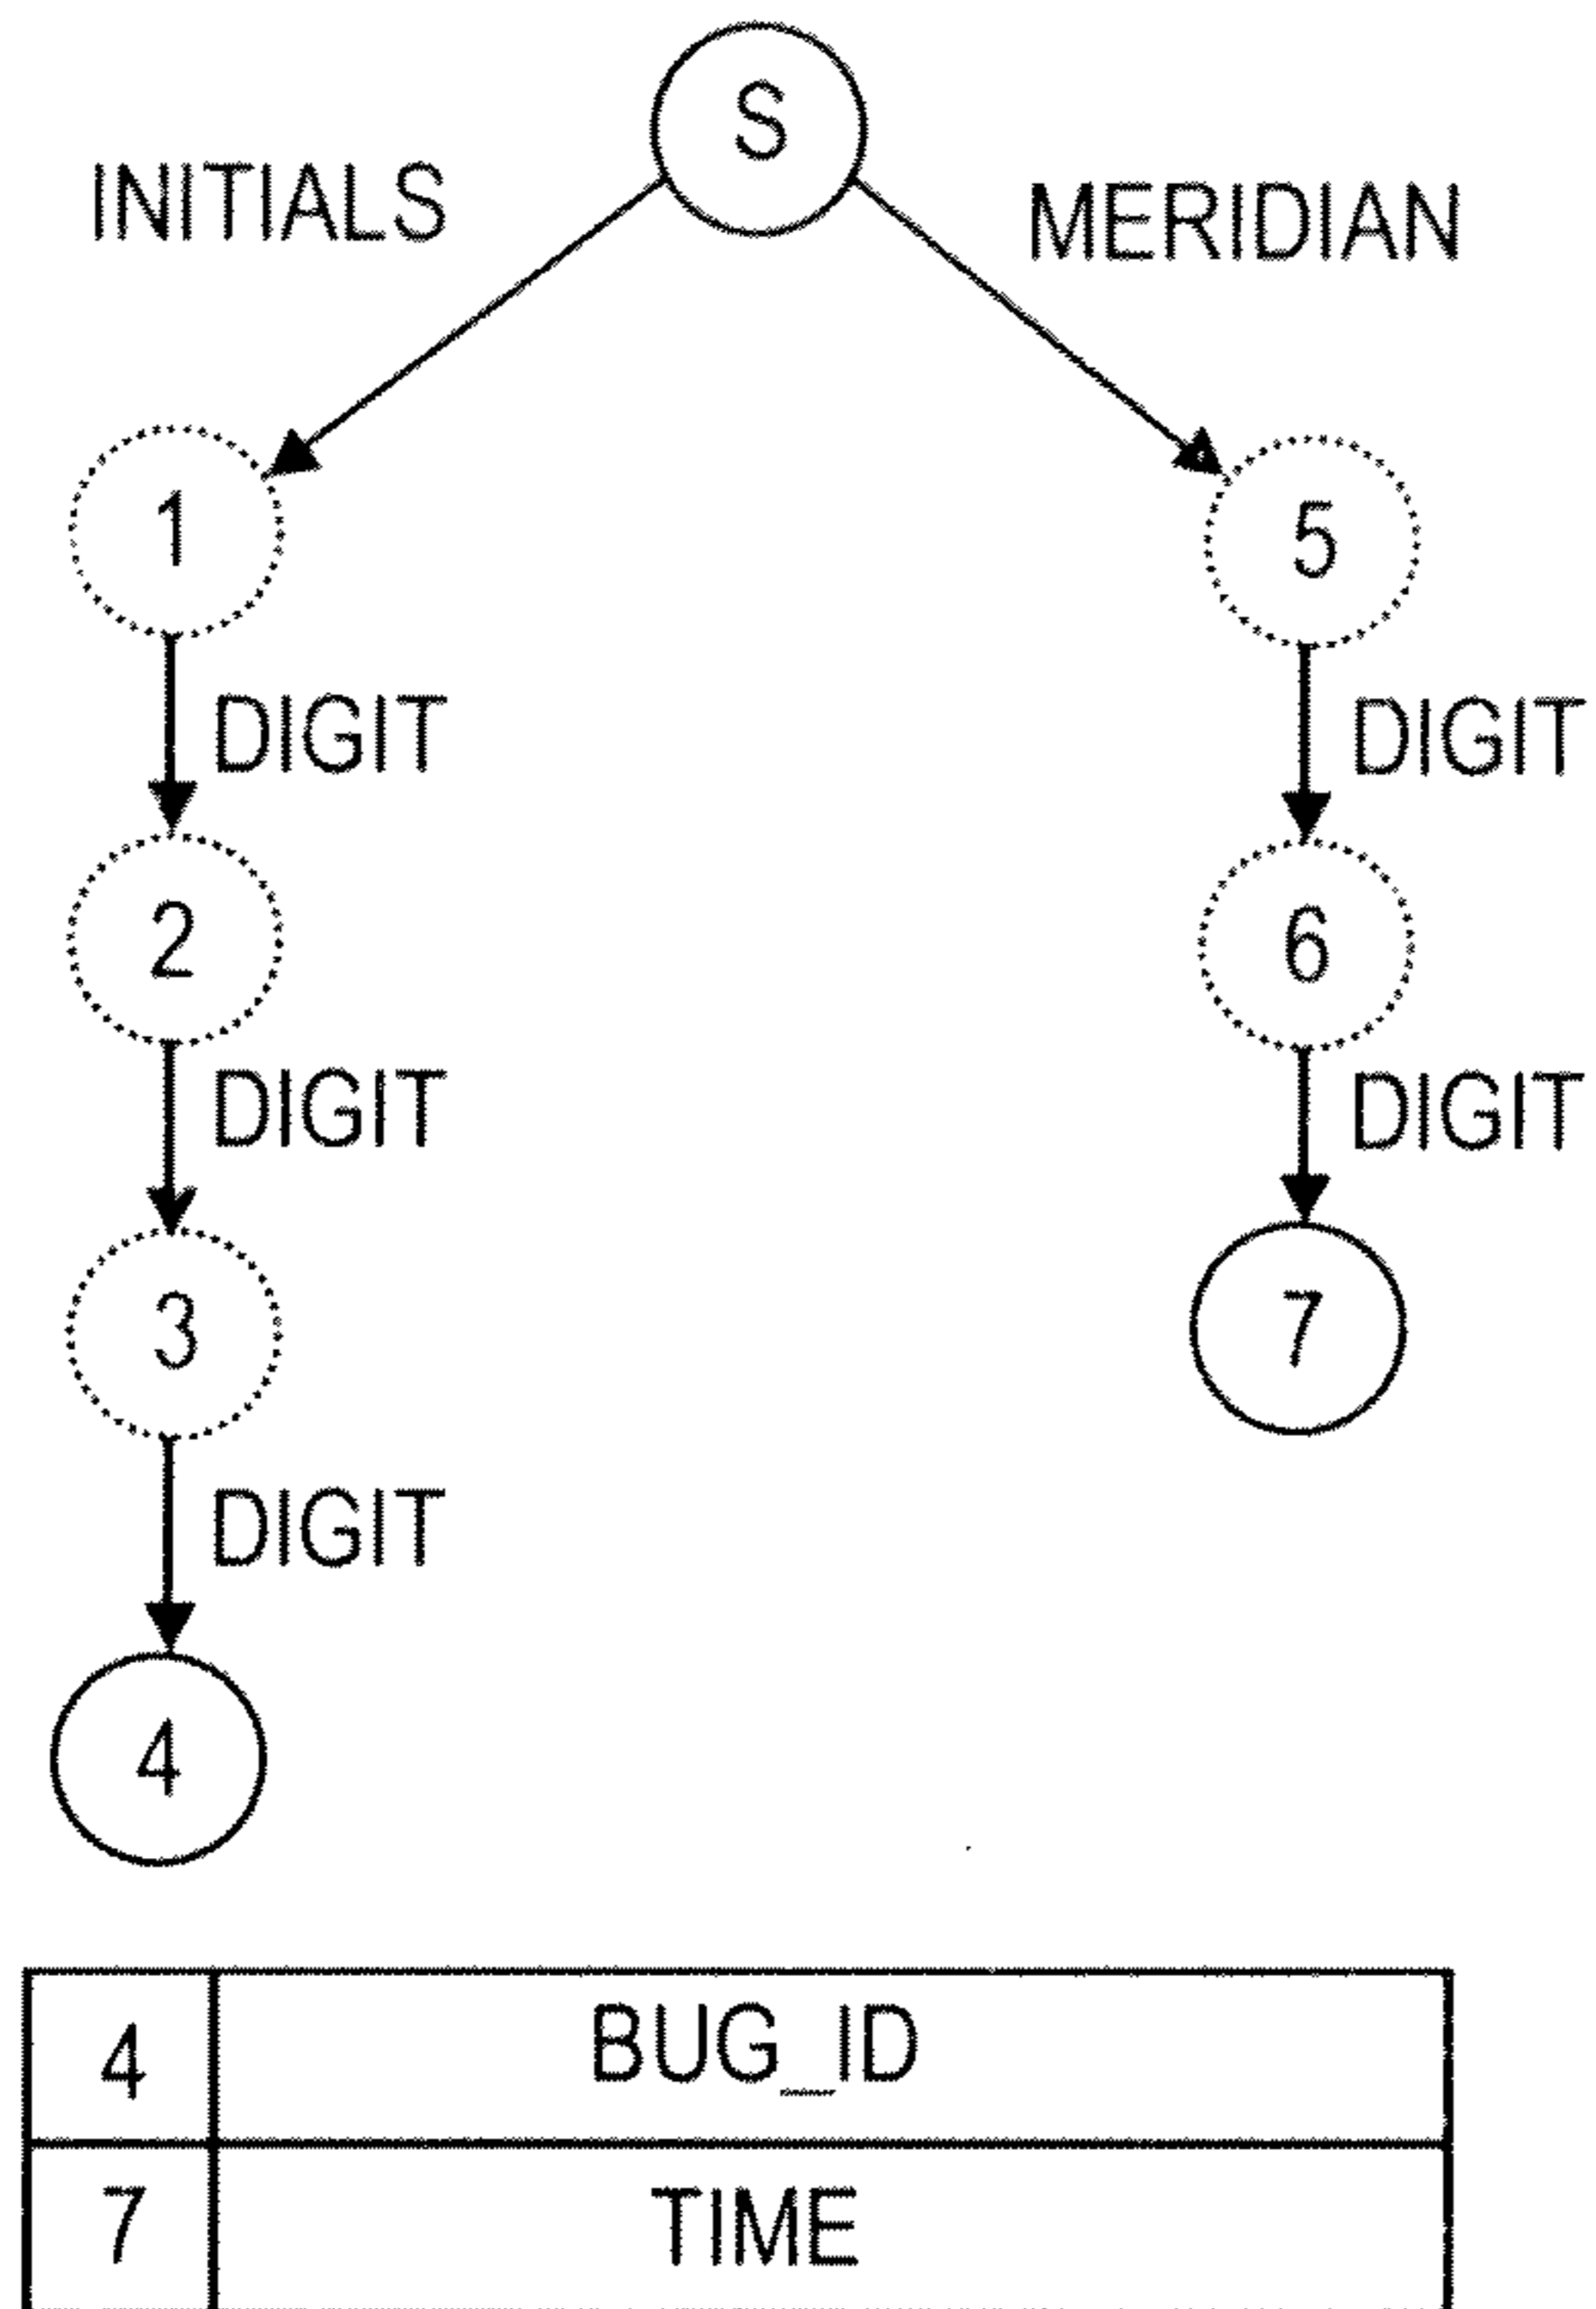 S
INITIALS MERIDIAN
1 5
DIGIT DIGIT
2 6
DIGIT DIGIT
3 7
DIGIT
4
4 BUG_ID
7 TIME